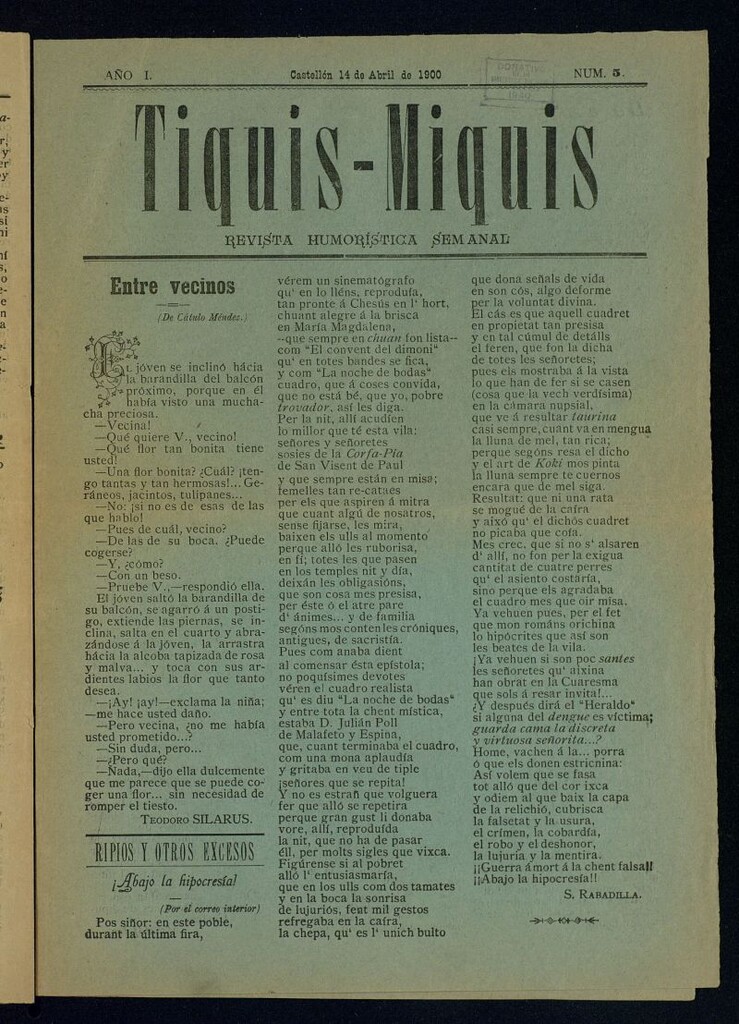 AÑO I.
Castellón 14 de Abril de 1900
NUM. 5.
Tiquis-Miquis
REVISTA HUMORÍSTICA SEMANAL
Entre vecinos
(De Cátulo Méndez.)
EL jóven se inclinó hácia
la barandilla del balcón
próximo, porque en él
había visto una mucha-
cha preciosa.
—Vecina!
—Qué quiere V., vecino!
—Qué flor tan bonita tiene
usted!
—Una flor bonita? ¿Cuál? ¡ten-
go tantas y tan hermosas!... Ge-
ráneos, jacintos, tulipanes...
—No: ¡si no es de esas de las
que hablo!
—Pues de cuál, vecino?
—De las de su boca. ¿Puede
cogerse?
—Y, ¿cómo?
—Con un beso.
—Pruebe V.,—respondió ella.
El jóven saltó la barandilla de
su balcón, se agarró á un posti-
go, extiende las piernas, se in-
clina, salta en el cuarto y abra-
zándose á la jóven, la arrastra
hácia la alcoba tapizada de rosa
y malva... y toca con sus ar-
dientes labios la flor que tanto
desea.
—¡Ay! ¡ay!—exclama la niña;
—me hace usted daño.
—Pero vecina, ¿no me había
usted prometido...?
—Sin duda, pero...
—¿Pero qué?
—Nada,—dijo ella dulcemente
que me parece que se puede co-
ger una flor... sin necesidad de
romper el tiesto.
TEODORO SILARUS.
RIPIOS Y OTROS EXCESOS
¡Abajo la hipocresía!
(Por el correo interior)
Pos siñor: en este poble,
durant la última fira,
vérem un sinematógrafo
qu' en lo lléns, reproduía,
tan pronte á Chesús en l' hort,
chuant alegre á la brisca
en María Magdalena,
—que sempre en chuan fon lista—
com "El convent del dimoni"
qu' en totes bandes se fica,
y com "La noche de bodas"
cuadro, que á coses convida,
que no está bé, que yo, pobre
trovador, así les diga.
Per la nit, allí acudíen
lo millor que té esta vila:
señores y señoretes
sosies de la Corfa-Pia
de San Visent de Paul
y que sempre están en misa;
femelles tan re-cataes
per els que aspiren á mitra
que cuant algú de nosatros,
sense fijarse, les mira,
baixen els ulls al momento
perque alló les ruborisa,
en fi; totes les que pasen
en los temples nit y día,
deixán les obligasións,
que son cosa mes presisa,
per éste ó el atre pare
d' ánimes... y de familia
segóns mos conten les cróniques,
antigues, de sacristía.
Pues com anaba dient
al comensar ésta epístola;
no poquísimes devotes
véren el cuadro realista
qu' es diu "La noche de bodas"
y entre tota la chent mística,
estaba D. Julián Poll
de Malafeto y Espina,
que, cuant terminaba el cuadro,
com una mona aplaudía
y gritaba en veu de tiple
¡señores que se repita!
Y no es estrañ que volguera
fer que alló se repetira
perque gran gust li donaba
vore, allí, reproduída
la nit, que no ha de pasar
éll, per molts sigles que vixca.
Figúrense si al pobret
alló l' entusiasmaría,
que en los ulls com dos tamates
y en la boca la sonrisa
de lujuriós, fent mil gestos
refregaba en la cafra,
la chepa, qu' es l' unich bulto
que dona señals de vida
en son cós, algo deforme
per la voluntat divina.
El cás es que aquell cuadret
en propietat tan presisa
y en tal cúmul de detálls
el feren, que fon la dicha
de totes les señoretes;
pues els mostraba á la vista
lo que han de fer si se casen
(cosa que la vech verdísima)
en la cámara nupsial,
que ve á resultar taurina
casi sempre, cuant va en mengua
la lluna de mel, tan rica;
perque segóns resa el dicho
y el art de Koki mos pinta
la lluna sempre te cuernos
encara que de mel siga.
Resultat: que ni una rata
se mogué de la cafra
y aixó qu' el dichós cuadret
no picaba que coía.
Mes crec, que si no s' alsaren
d' allí, no fon per la exigua
cantitat de cuatre perres
qu' el asiento costaría,
sino perque els agradaba
el cuadro mes que oir misa.
Ya vehuen pues, per el fet
que mon románs orichina
lo hipócrites que así son
les beates de la vila.
¡Ya vehuen si son poc santes
les señoretes qu' aixina
han obrat en la Cuaresma
que sols á resar invita!...
¿Y después dirá el "Heraldo"
si alguna del dengue es víctima;
guarda cama la discreta
y virtuosa señorita...?
Home, vachen á la... porra
ó que els donen estricnina:
Así volem que se fasa
tot alló que del cor ixca
y odiem al que baix la capa
de la relichió, cubrisca
la falsetat y la usura,
el crímen, la cobardía,
el robo y el deshonor,
la lujuria y la mentira.
¡¡Guerra á mort á la chent falsa!!
¡¡Abajo la hipocresía!!
S. RABADILLA.